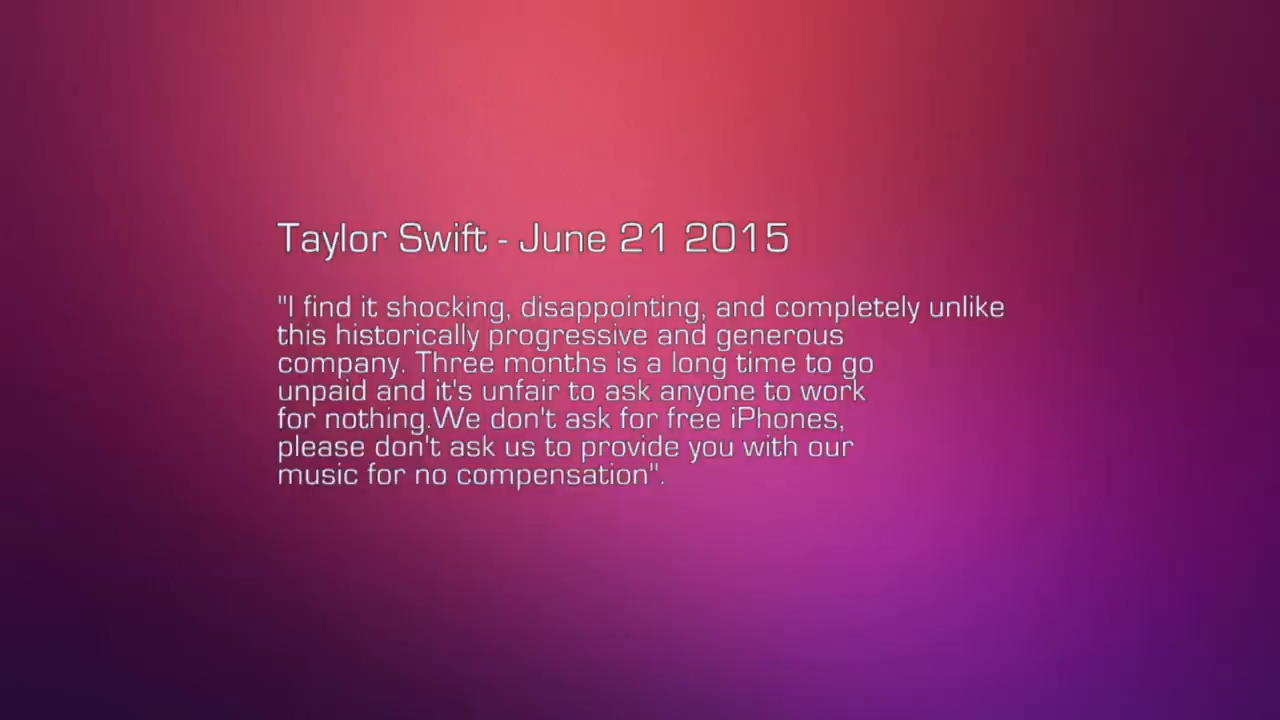 Taylor Swift - June 21 2015
"I find it shocking, disappointing, and completely unlike
this historically progressive and generous
company. Three months is a long time to go
unpaid and it's unfair to ask anyone to work
for nothing.We don't ask for free iPhones,
please don't ask us to provide you with our
music for no compensation".